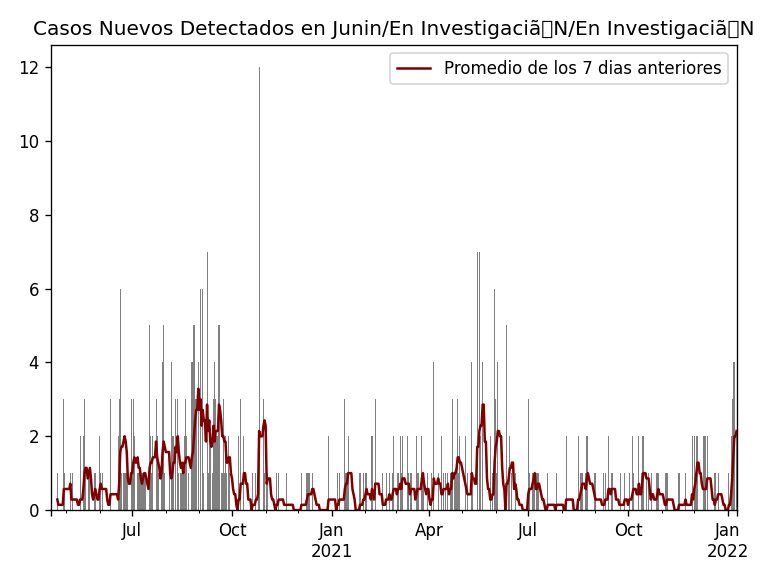 Casos Nuevos Detectados en Junin/En Investigaciã▯N/En Investigaciã▯N
Promedio de los 7 dias anteriores
12
10
8
6
4
2
0
Jul
Oct
Jan
2021
Apr
Jul
Oct
Jan
2022